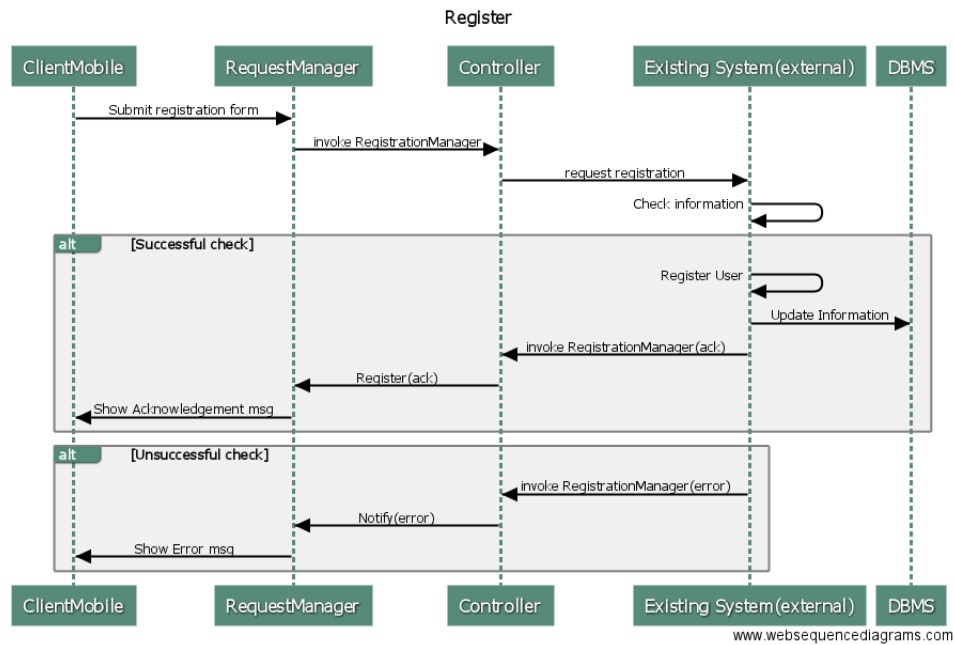 Register
ClientMobile RequestManager Controller Existing System(external) DBMS
Submit registration form
invoke RegistrationManager
request registration
Check information
alt [Successful check]
Register User
Update Information
invoke RegistrationManager(ack)
Register(ack)
Show Acknowledgement msg
alt [Unsuccessful check]
invoke RegistrationManager(error)
Notify(error)
Show Error msg
ClientMobile RequestManager Controller Existing System(external) DBMS
www.websequencediagrams.com